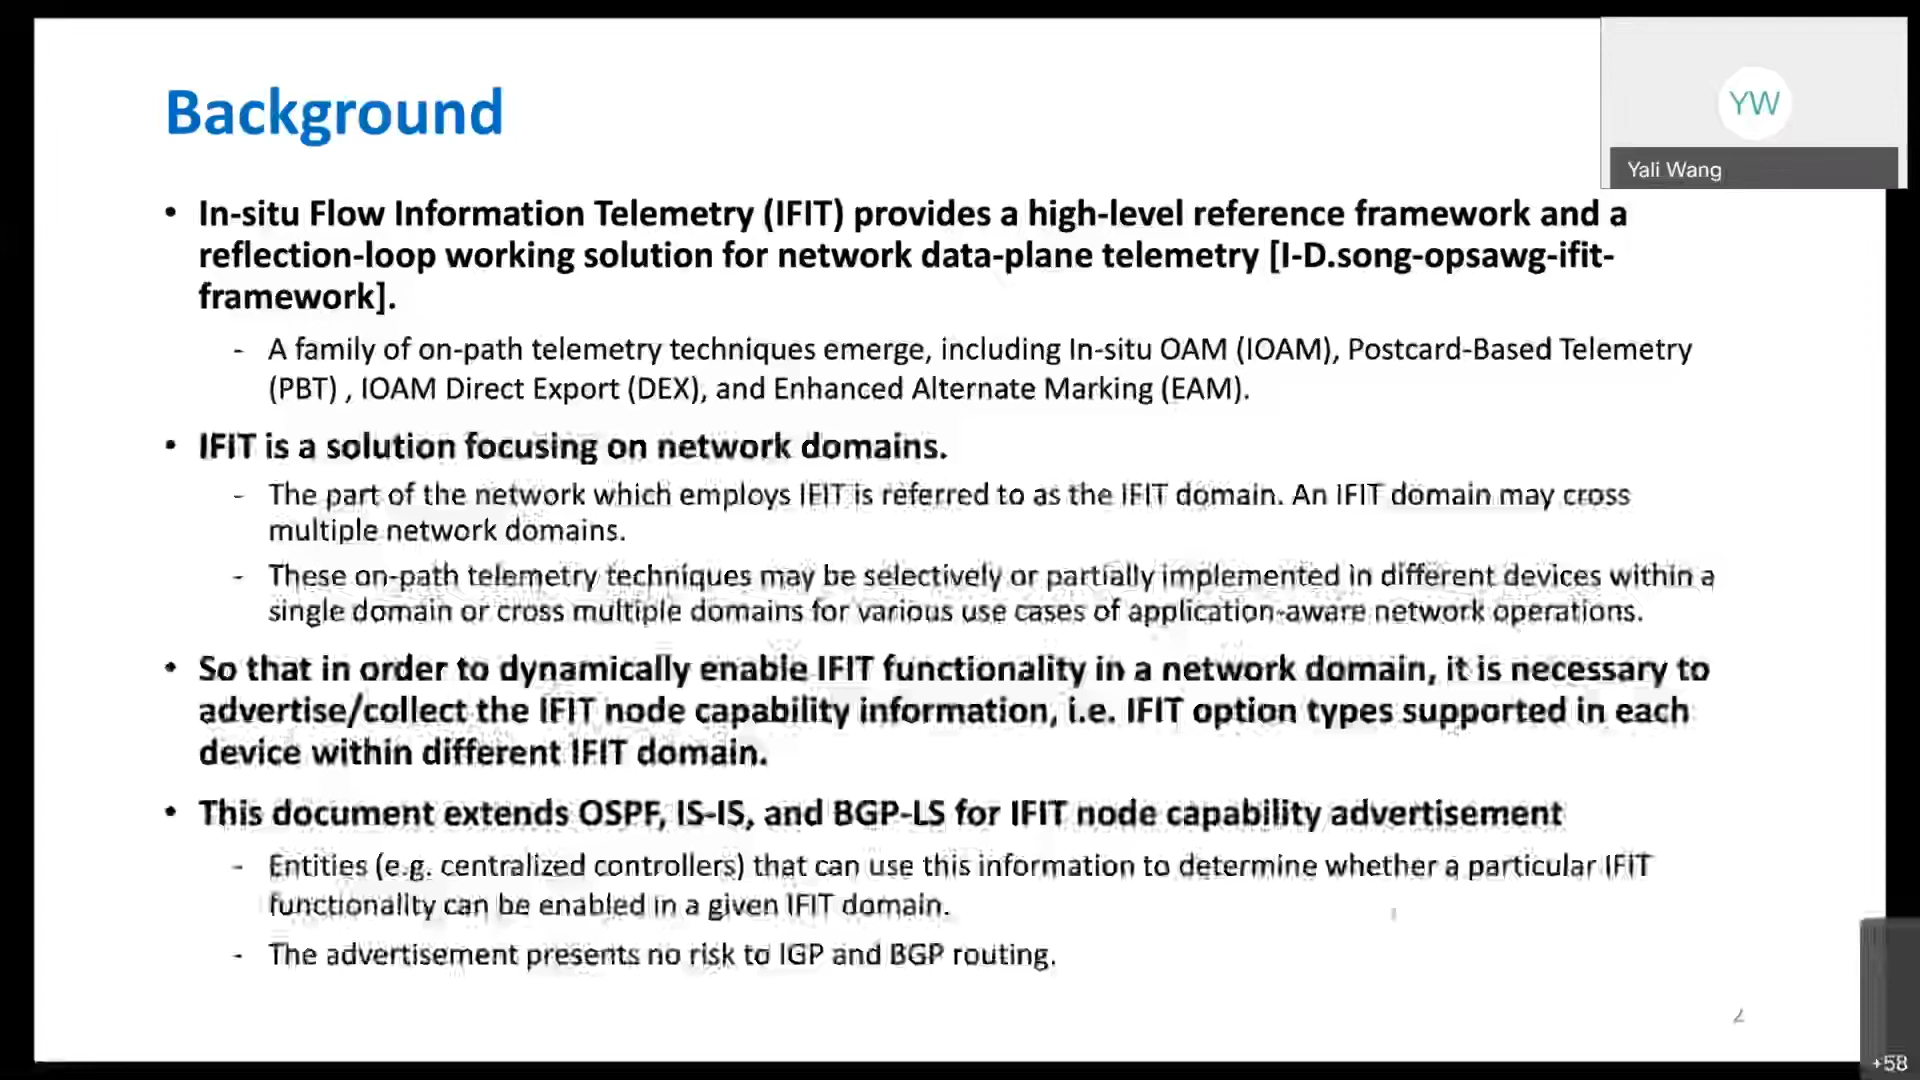 Background
YW
Yali Wang
• In-situ Flow Information Telemetry (IFIT) provides a high-level reference framework and a
reflection-loop working solution for network data-plane telemetry [I-D.song-opsawg-ifit-
framework].
- A family of on-path telemetry techniques emerge, including In-situ OAM (IOAM), Postcard-Based Telemetry
(PBT) , IOAM Direct Export (DEX), and Enhanced Alternate Marking (EAM).
• IFIT is a solution focusing on network domains.
- The part of the network which employs IFIT is referred to as the IFIT domain. An IFIT domain may cross
multiple network domains.
- These on-path telemetry techniques may be selectively or partially implemented in different devices within a
single domain or cross multiple domains for various use cases of application-aware network operations.
• So that in order to dynamically enable IFIT functionality in a network domain, it is necessary to
advertise/collect the IFIT node capability information, i.e. IFIT option types supported in each
device within different IFIT domain.
• This document extends OSPF, IS-IS, and BGP-LS for IFIT node capability advertisement
- Entities (e.g. centralized controllers) that can use this information to determine whether a particular IFIT
functionality can be enabled in a given IFIT domain.
- The advertisement presents no risk to IGP and BGP routing.
2
+58